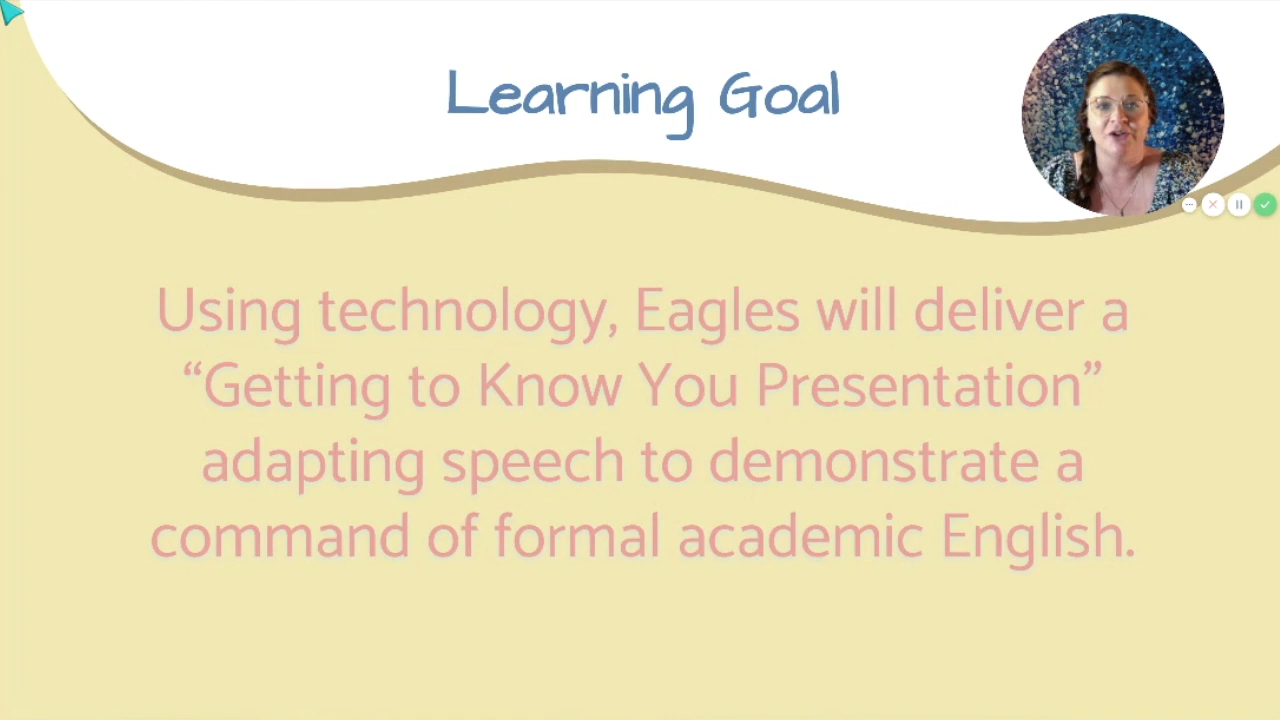 Learning Goal
Using technology, Eagles will deliver a
“Getting to Know You Presentation”
adapting speech to demonstrate a
command of formal academic English.